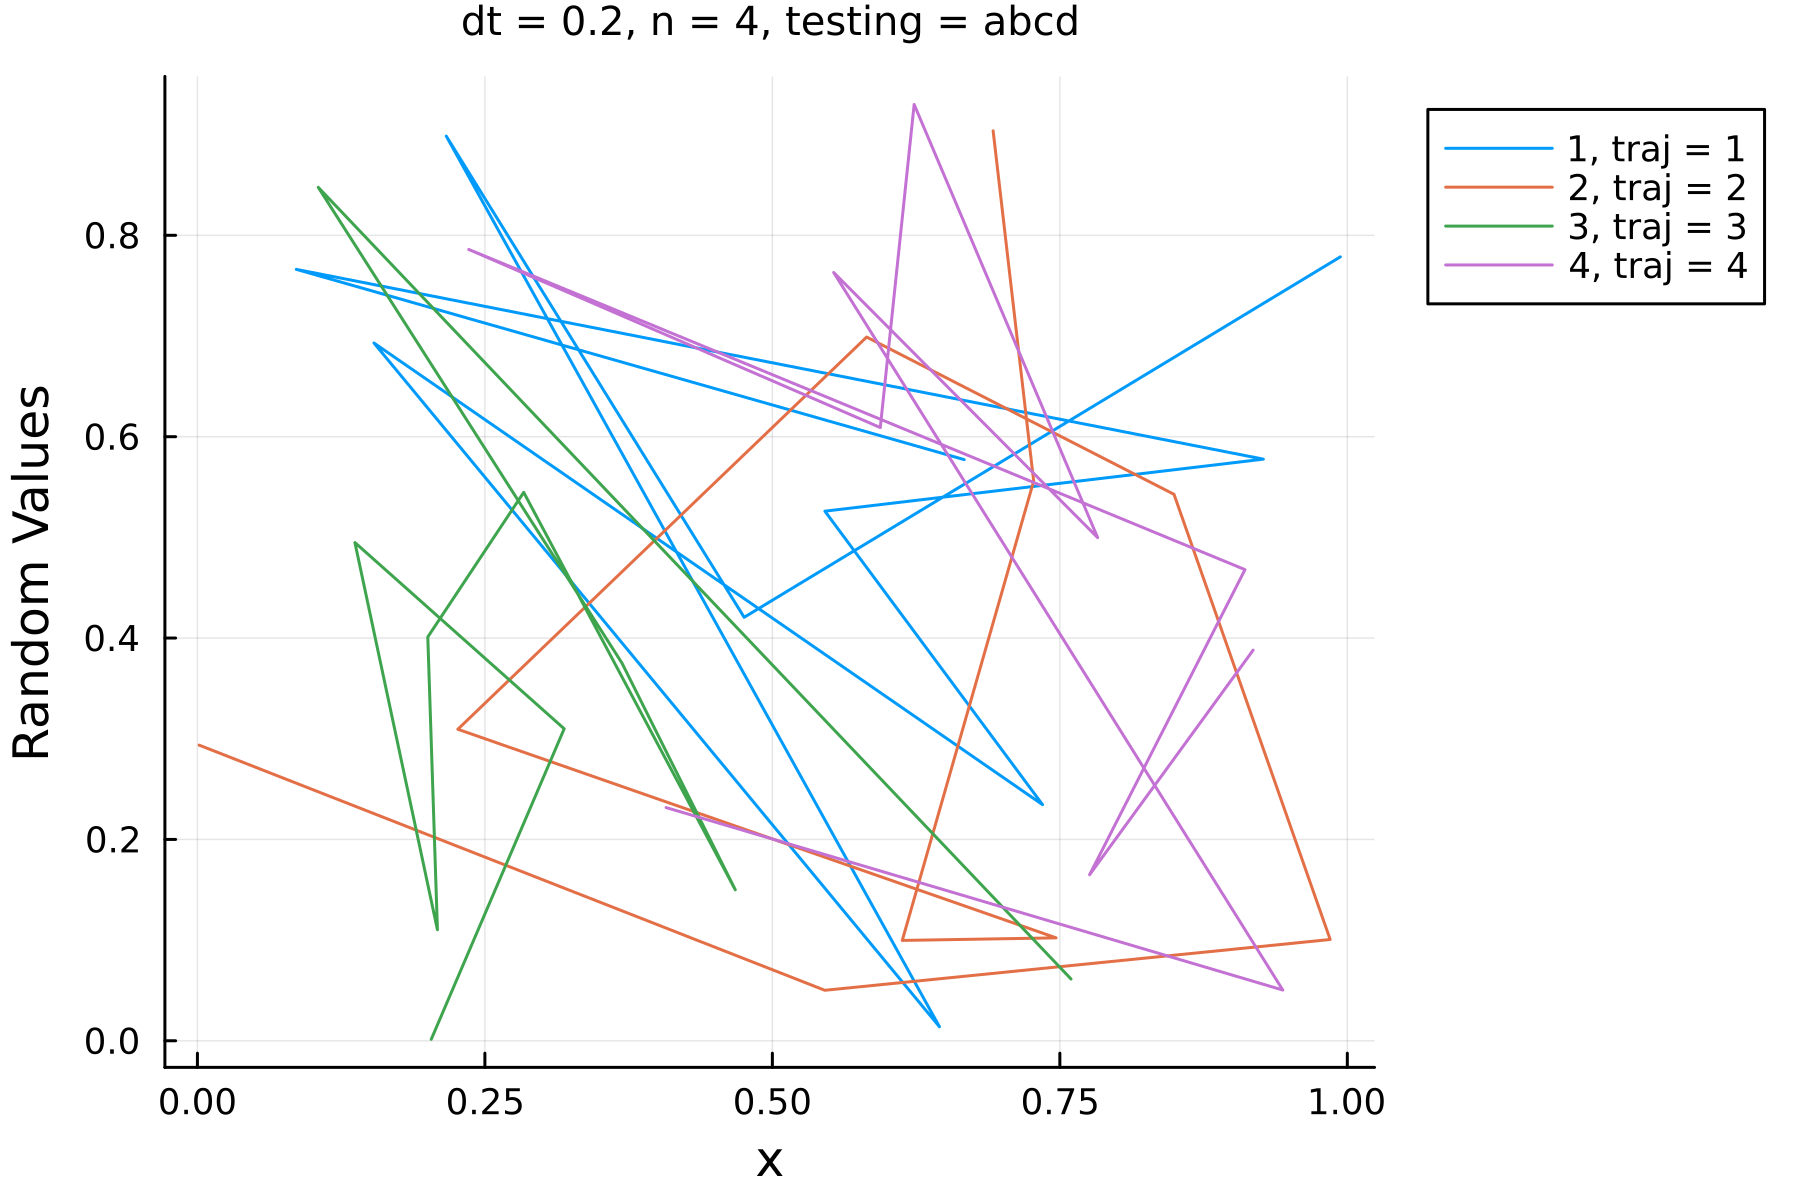 dt = 0.2, n = 4, testing = abcd
1, traj = 1
2, traj = 2
3, traj = 3
4, traj = 4
Random Values
0.8
0.6
0.4
0.2
0.0
0.00 0.25 0.50 0.75 1.00
x